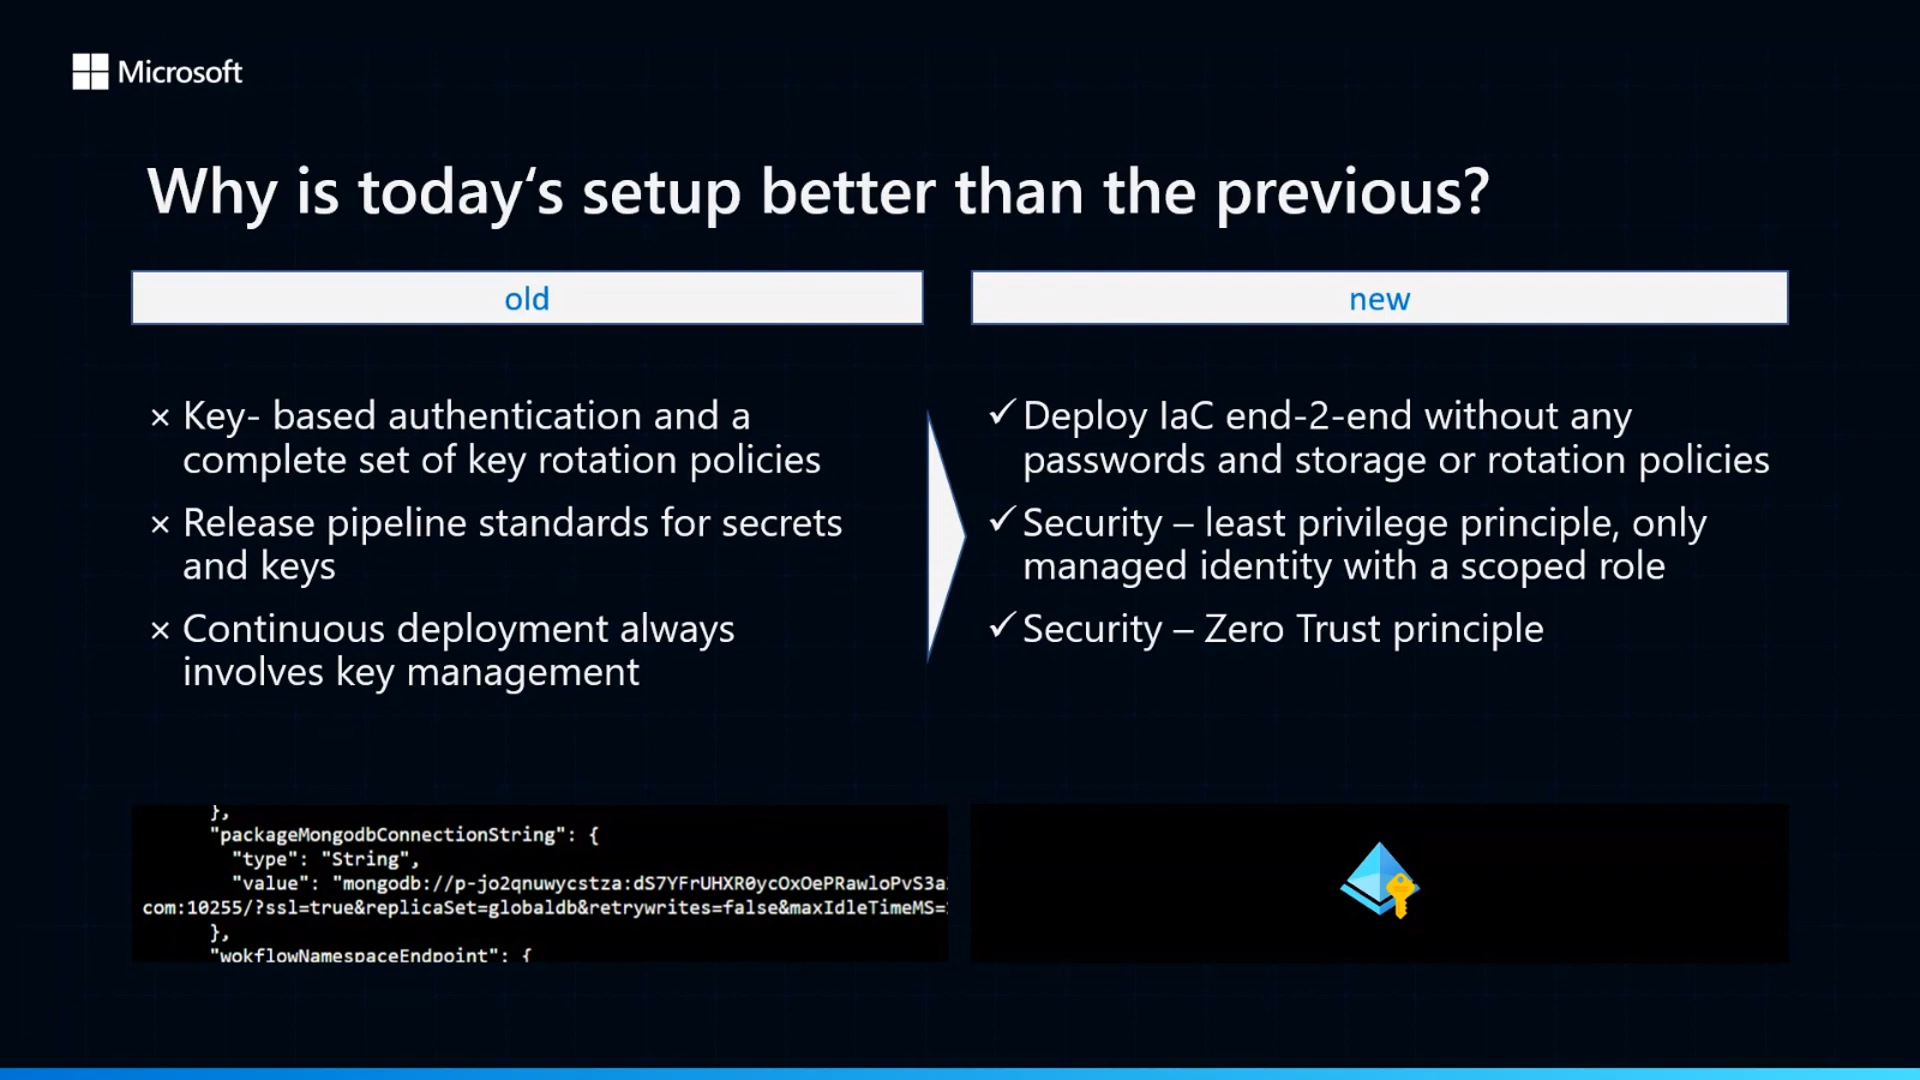 Microsoft
Why is today‘s setup better than the previous?
old
× Key- based authentication and a
complete set of key rotation policies
× Release pipeline standards for secrets
and keys
× Continuous deployment always
involves key management
new
✓ Deploy IaC end-2-end without any
passwords and storage or rotation policies
✓ Security – least privilege principle, only
managed identity with a scoped role
✓ Security – Zero Trust principle
},
"packageMongodbConnectionString": {
"type": "String",
"value": "mongodb://p-jo2qnuwycstza:dS7YFrUHXR0ycOxOePRawloPvS3a
com:10255/?ssl=true&replicaSet=globaldb&retrywrites=false&maxIdleTimeMS=
},
"wokflowNamespaceEndpoint": {